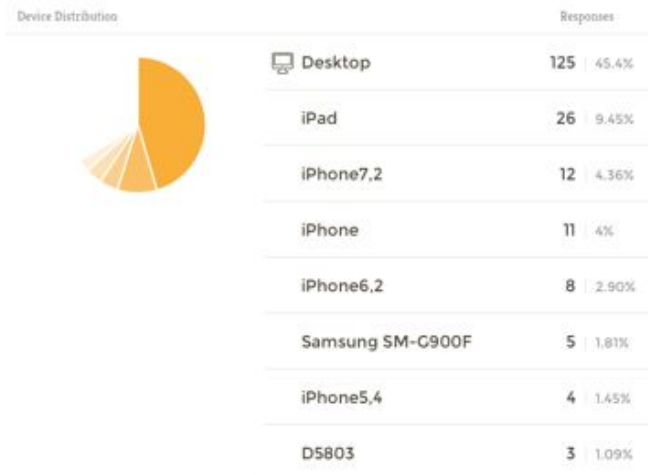 Device Distribution Responses
Desktop 125 45.4%
iPad 26 9.45%
iPhone7,2 12 4.36%
iPhone 11 4%
iPhone6,2 8 2.90%
Samsung SM-G900F 5 1.81%
iPhone5,4 4 1.45%
D5803 3 1.09%